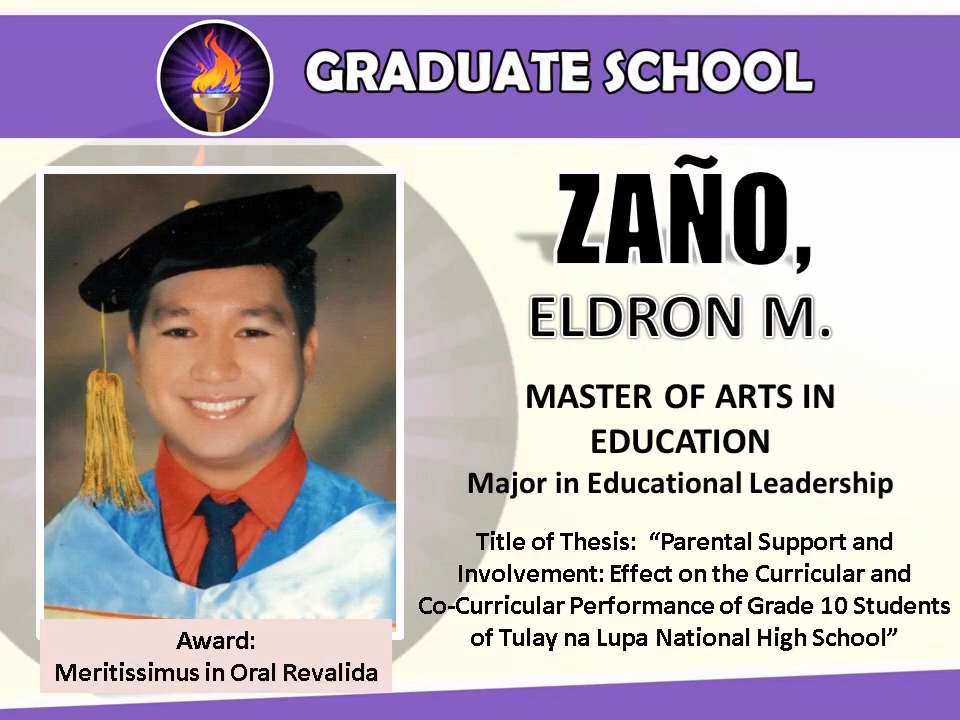 GRADUATE SCHOOL
ZAÑO,
ELDRON M.
MASTER OF ARTS IN
EDUCATION
Major in Educational Leadership
Title of Thesis: “Parental Support and
Involvement: Effect on the Curricular and
Co-Curricular Performance of Grade 10 Students
of Tulay na Lupa National High School”
Award:
Meritissimus in Oral Revalida